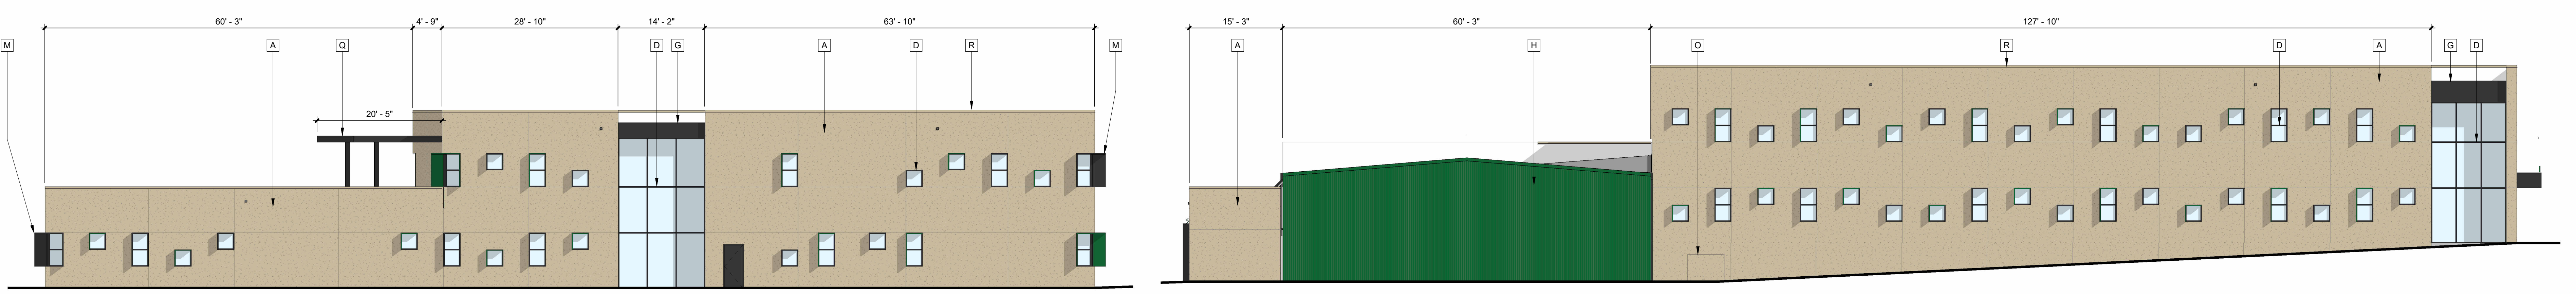 60' - 3" 4' - 9" 28' - 10" 14' - 2" 63' - 10" 15' - 3" 60' - 3" 127' - 10"
M A Q D G A D R M A H O R D A G D
20' - 5"